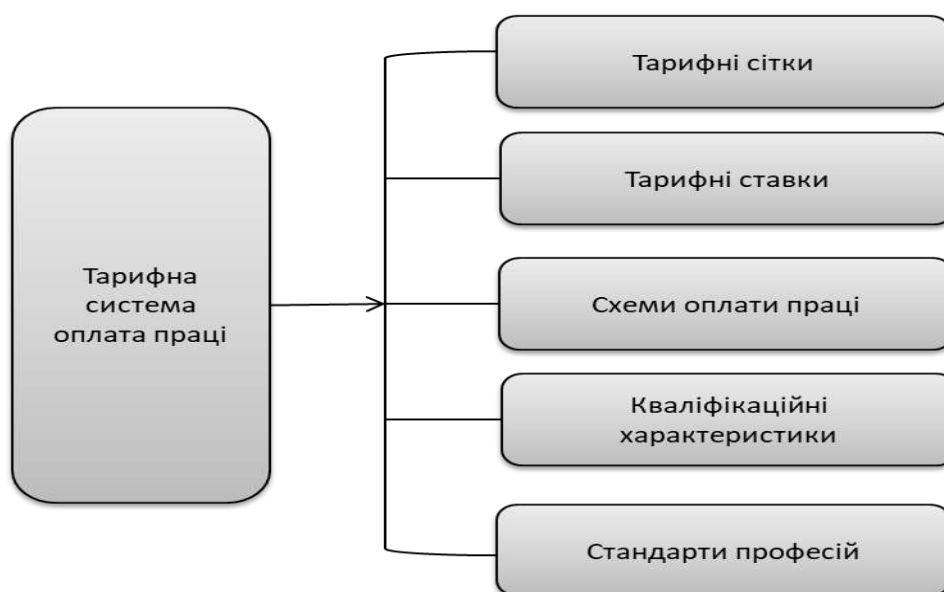 Тарифна
система
оплата праці
Тарифні сітки
Тарифні ставки
Схеми оплати праці
Кваліфікаційні
характеристики
Стандарти професій